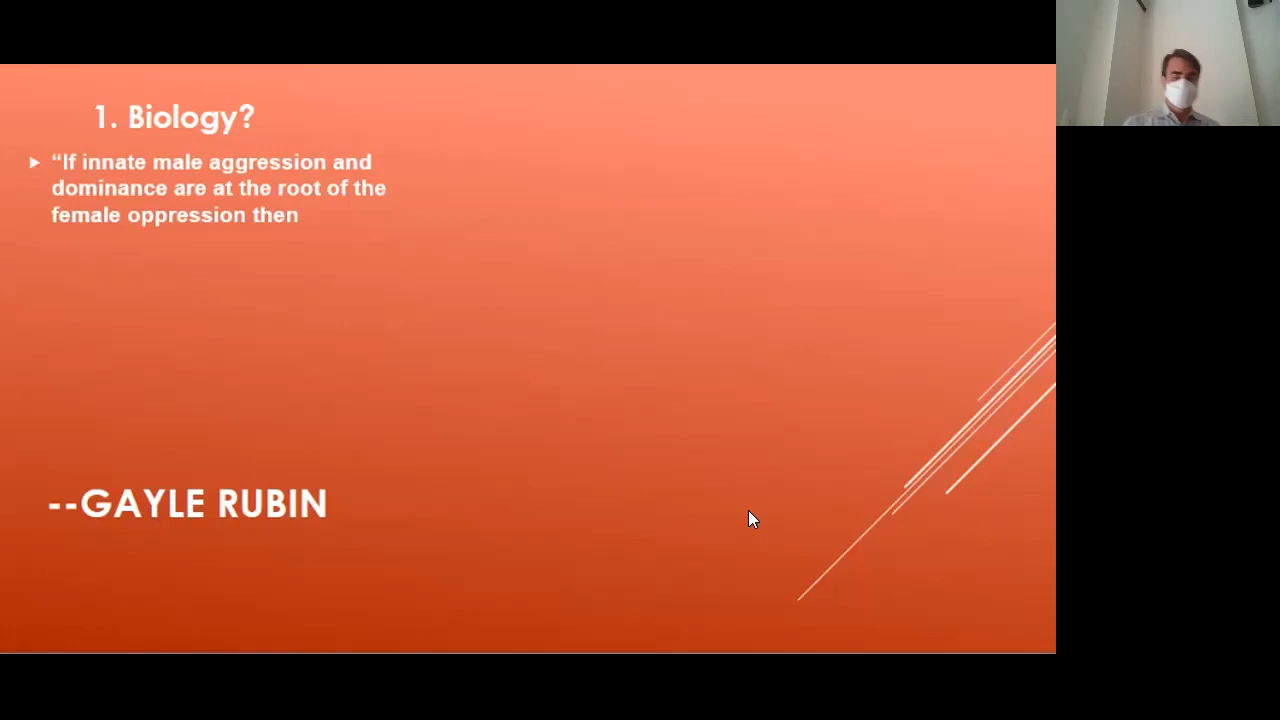 1. Biology?
“If innate male aggression and
dominance are at the root of the
female oppression then
--GAYLE RUBIN